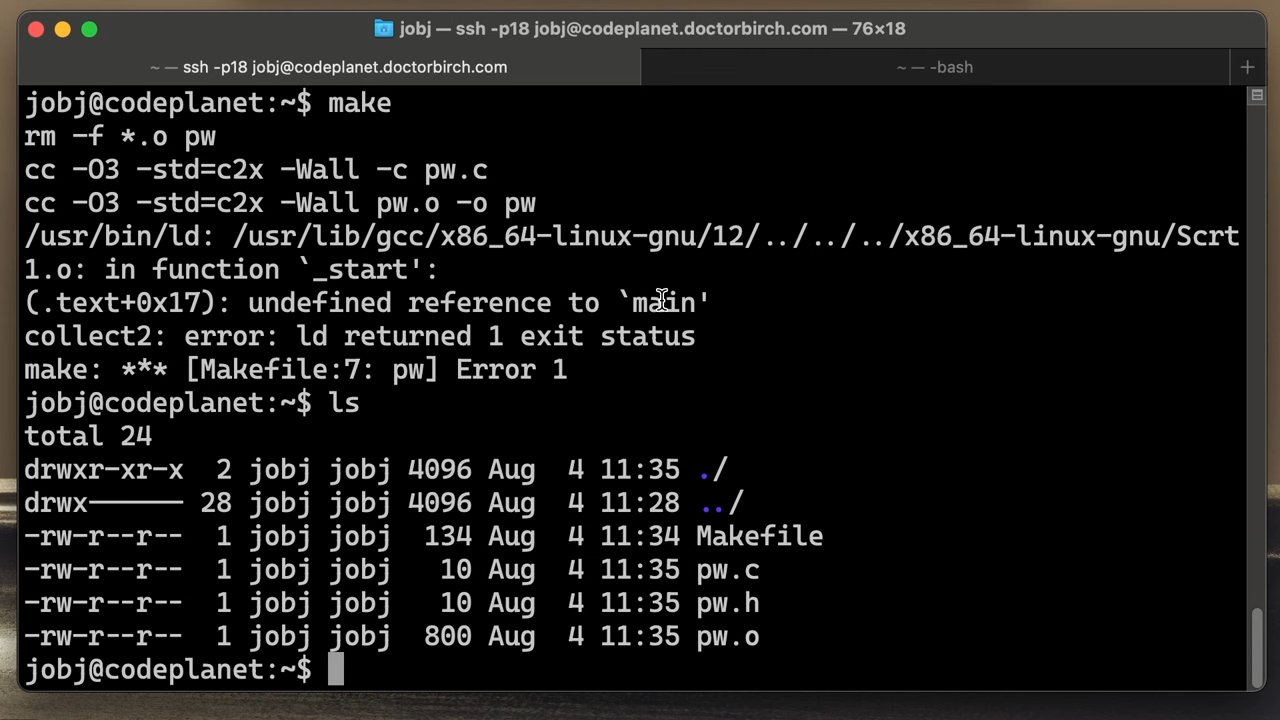 jobj — ssh -p18 jobj@codeplanet.doctorbirch.com — 76×18
~ — ssh -p18 jobj@codeplanet.doctorbirch.com
~ — -bash
jobj@codeplanet:~$ make
rm -f *.o pw
cc -O3 -std=c2x -Wall -c pw.c
cc -O3 -std=c2x -Wall pw.o -o pw
/usr/bin/ld: /usr/lib/gcc/x86_64-linux-gnu/12/../../../x86_64-linux-gnu/Scrt
1.o: in function `_start':
(.text+0x17): undefined reference to `main'
collect2: error: ld returned 1 exit status
make: *** [Makefile:7: pw] Error 1
jobj@codeplanet:~$ ls
total 24
drwxr-xr-x 2 jobj jobj 4096 Aug 4 11:35 ./
drwx------ 28 jobj jobj 4096 Aug 4 11:28 ../
-rw-r--r-- 1 jobj jobj 134 Aug 4 11:34 Makefile
-rw-r--r-- 1 jobj jobj 10 Aug 4 11:35 pw.c
-rw-r--r-- 1 jobj jobj 10 Aug 4 11:35 pw.h
-rw-r--r-- 1 jobj jobj 800 Aug 4 11:35 pw.o
jobj@codeplanet:~$